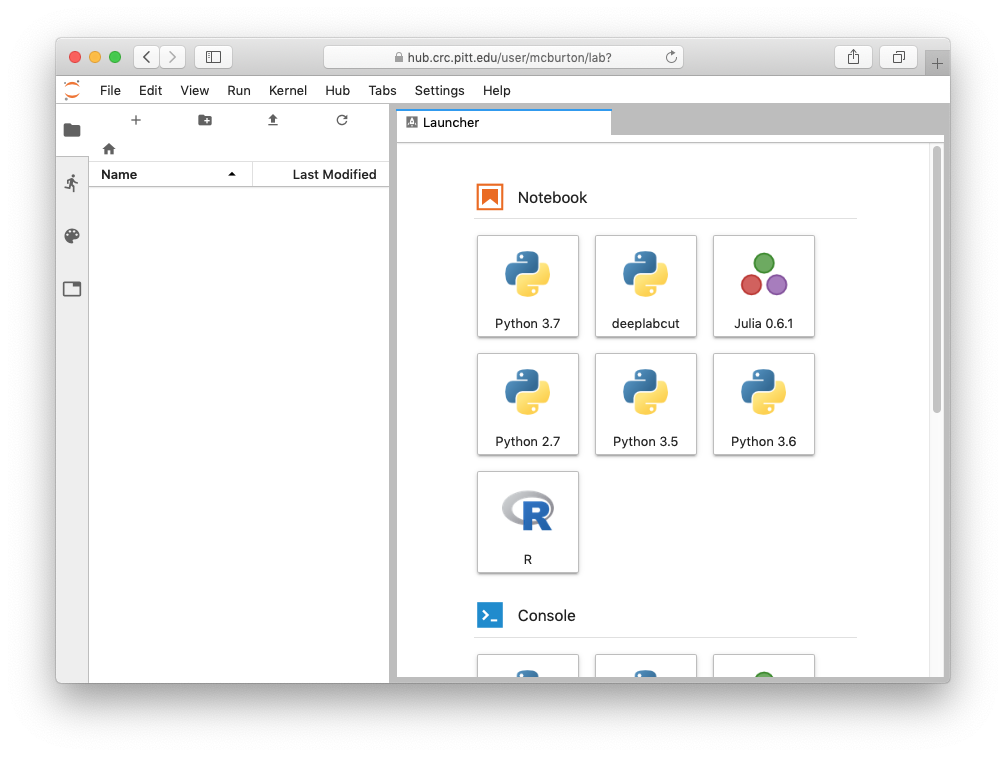 hub.crc.pitt.edu/user/mcburton/lab?
File Edit View Run Kernel Hub Tabs Settings Help
Launcher
Name Last Modified
Notebook
Python 3.7 deeplabcut Julia 0.6.1
Python 2.7 Python 3.5 Python 3.6
R
Console